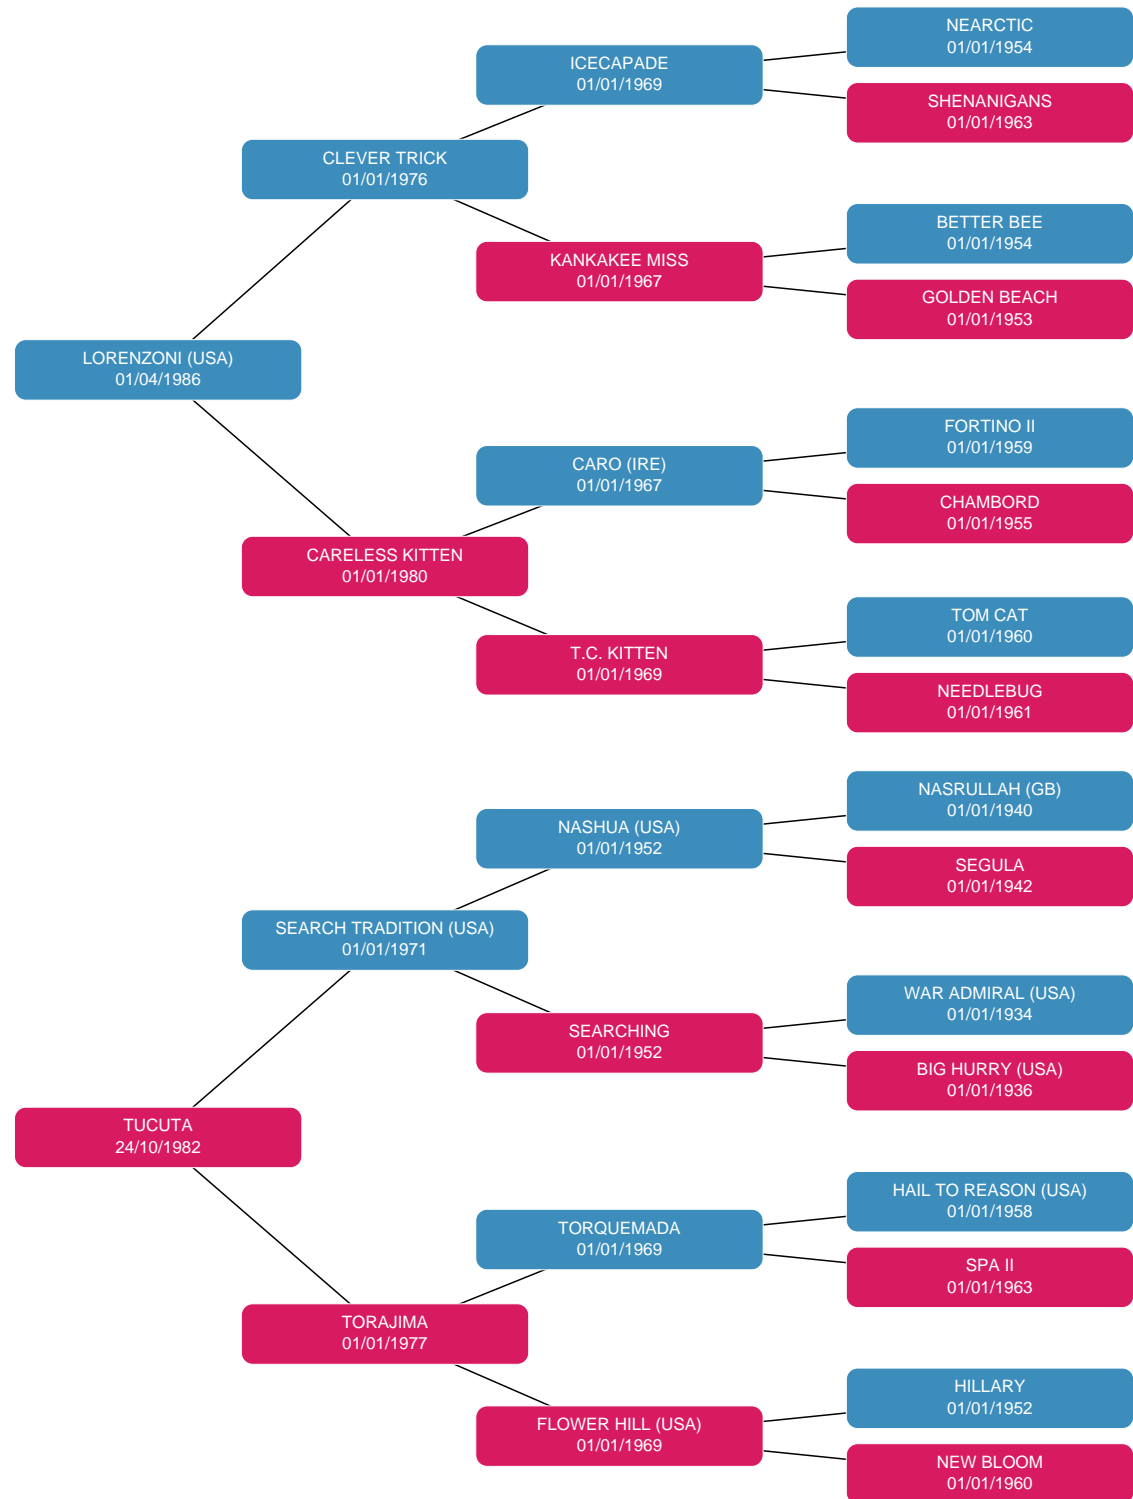 NEARCTIC
01/01/1954
ICECAPADE
01/01/1969
SHENANIGANS
01/01/1963
CLEVER TRICK
01/01/1976
BETTER BEE
01/01/1954
KANKAKEE MISS
01/01/1967
GOLDEN BEACH
01/01/1953
LORENZONI (USA)
01/04/1986
FORTINO II
01/01/1959
CARO (IRE)
01/01/1967
CHAMBORD
01/01/1955
CARELESS KITTEN
01/01/1980
TOM CAT
01/01/1960
T.C. KITTEN
01/01/1969
NEEDLEBUG
01/01/1961
NASRULLAH (GB)
01/01/1940
NASHUA (USA)
01/01/1952
SEGULA
01/01/1942
SEARCH TRADITION (USA)
01/01/1971
WAR ADMIRAL (USA)
01/01/1934
SEARCHING
01/01/1952
BIG HURRY (USA)
01/01/1936
TUCUTA
24/10/1982
HAIL TO REASON (USA)
01/01/1958
TORQUEMADA
01/01/1969
SPA II
01/01/1963
TORAJIMA
01/01/1977
HILLARY
01/01/1952
FLOWER HILL (USA)
01/01/1969
NEW BLOOM
01/01/1960